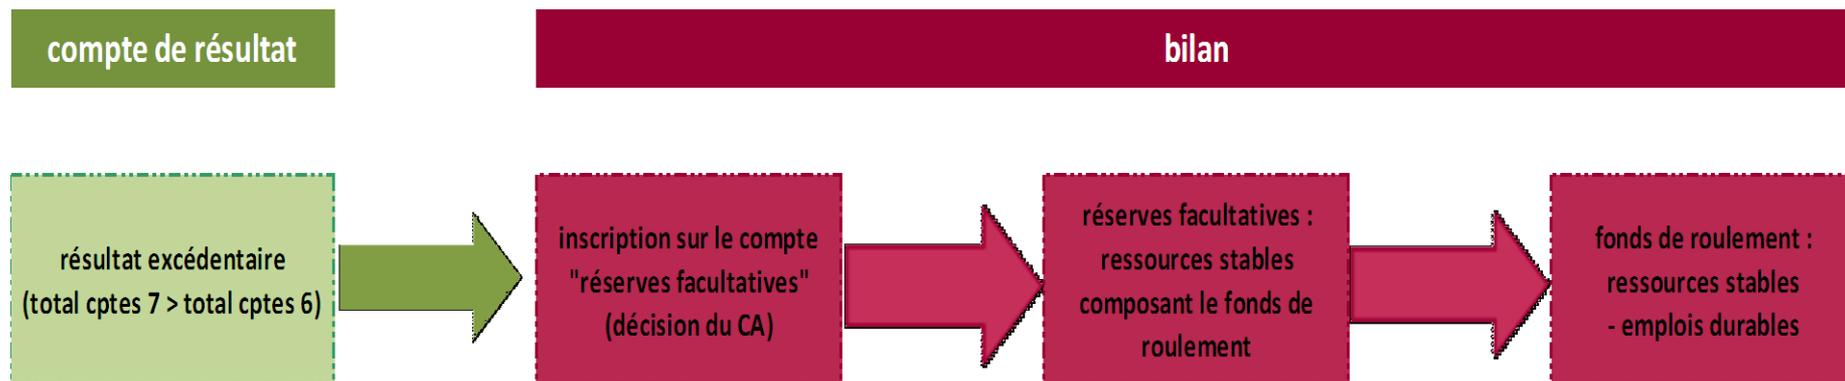 compte de résultat
bilan
résultat excédentaire
(total cptes 7 > total cptes 6)
inscription sur le compte
"réserves facultatives"
(décision du CA)
réserves facultatives :
ressources stables
composant le fonds de
roulement
fonds de roulement :
ressources stables
- emplois durables